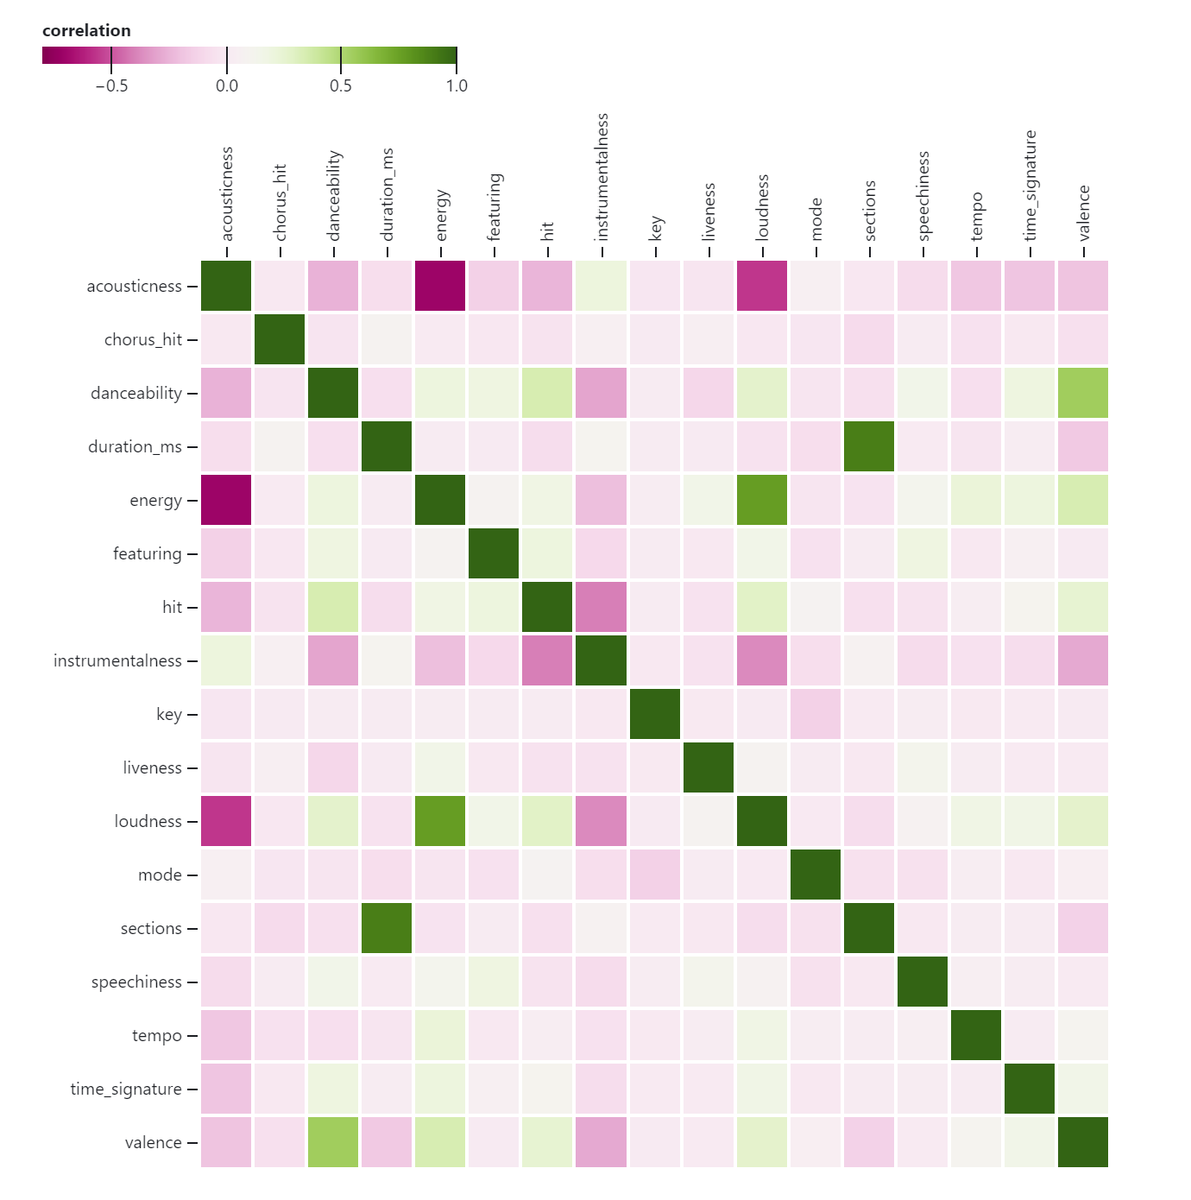 correlation
−0.5 0.0 0.5 1.0
acousticness chorus_hit danceability duration_ms energy featuring hit instrumentalness key liveness loudness mode sections speechiness tempo time_signature valence
acousticness
chorus_hit
danceability
duration_ms
energy
featuring
hit
instrumentalness
key
liveness
loudness
mode
sections
speechiness
tempo
time_signature
valence